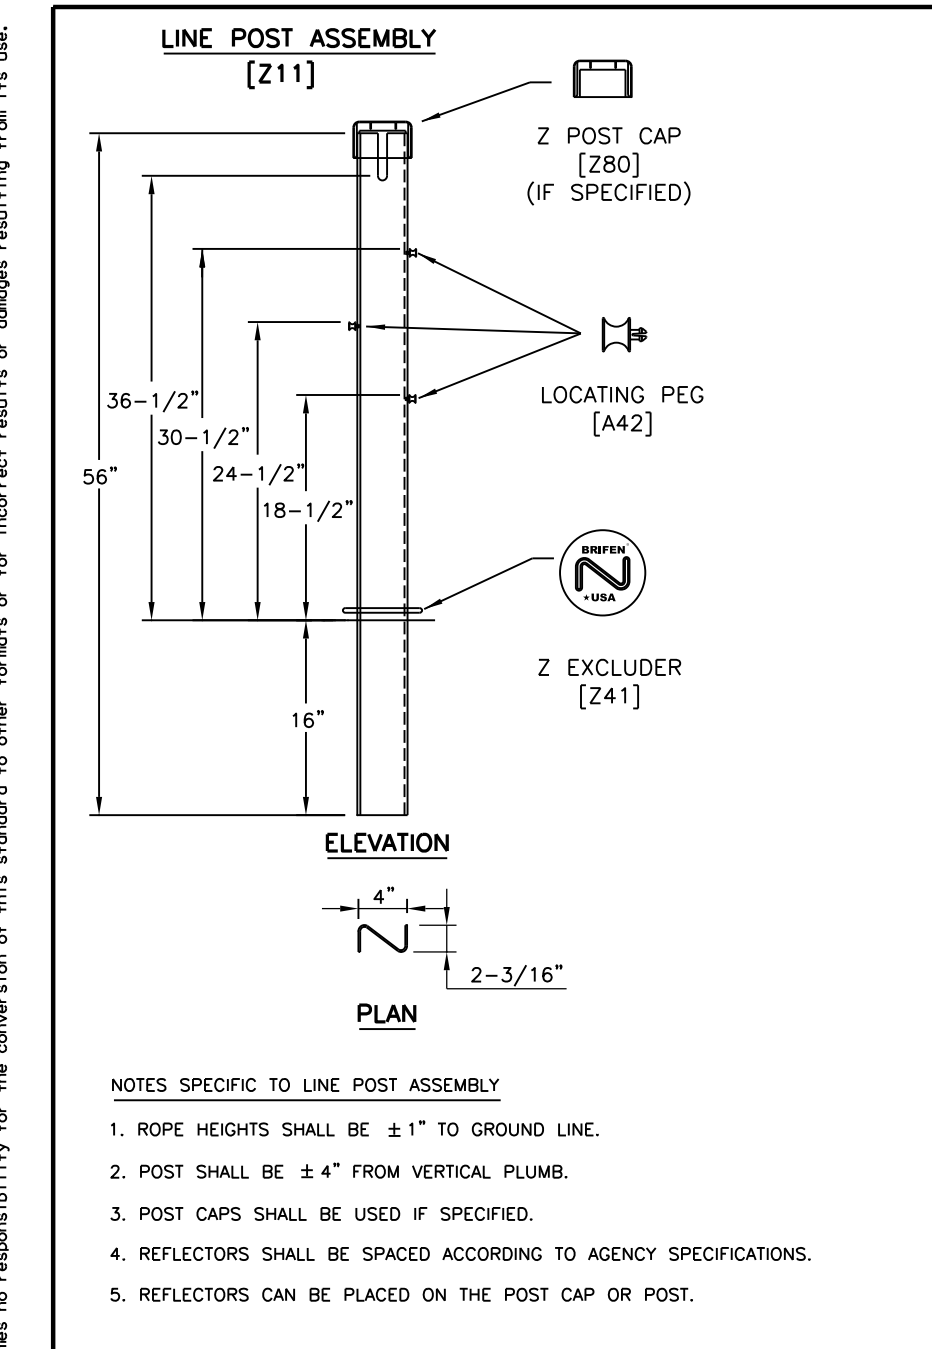 LINE POST ASSEMBLY
[Z11]
Z POST CAP
[Z80]
(IF SPECIFIED)
36-1/2"
30-1/2"
56"
24-1/2"
18-1/2"
LOCATING PEG
[A42]
BRIFEN
★USA
Z EXCLUDER
[Z41]
16"
ELEVATION
4"
2-3/16"
PLAN
NOTES SPECIFIC TO LINE POST ASSEMBLY
1. ROPE HEIGHTS SHALL BE ±1" TO GROUND LINE.
2. POST SHALL BE ±4" FROM VERTICAL PLUMB.
3. POST CAPS SHALL BE USED IF SPECIFIED.
4. REFLECTORS SHALL BE SPACED ACCORDING TO AGENCY SPECIFICATIONS.
5. REFLECTORS CAN BE PLACED ON THE POST CAP OR POST.
no responsibility for the conversion of this standard to other formats or for incorrect results or damages resulting from its use.